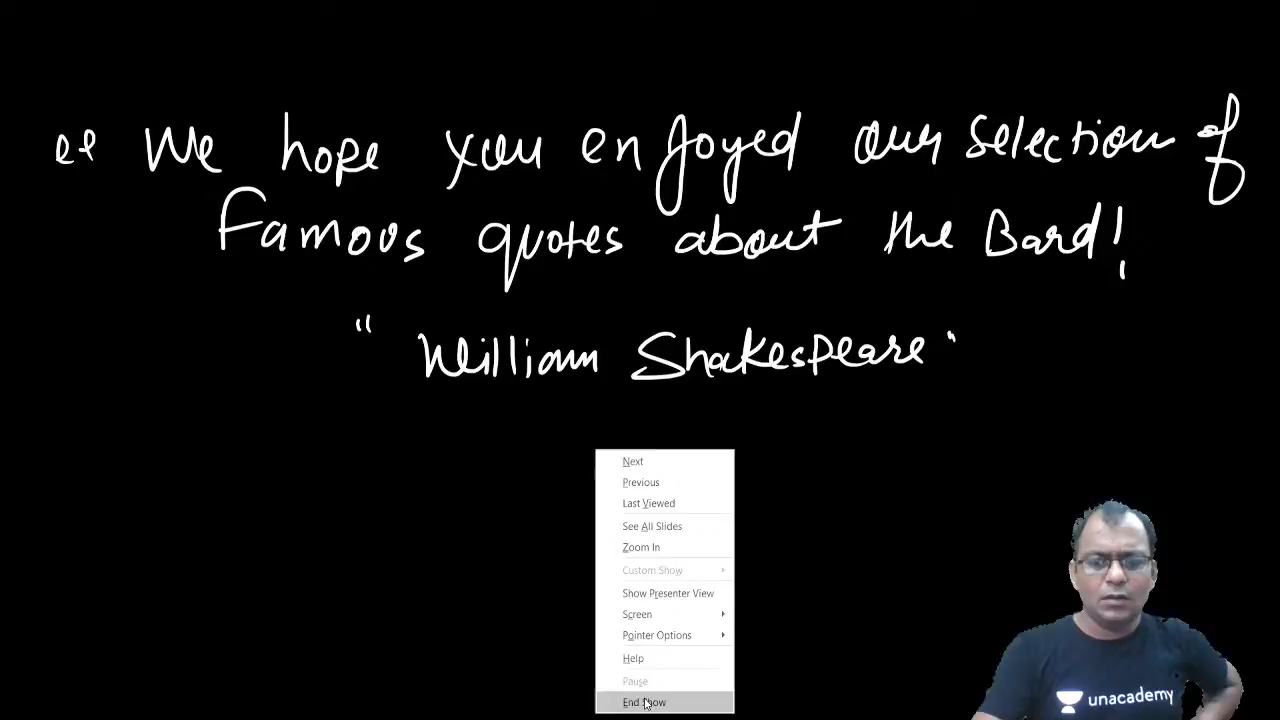 "We hope you enjoyed our selection of
famous quotes about the Bard!
"William Shakespeare"
Next
Previous
Last Viewed
See All Slides
Zoom In
Custom Show
Show Presenter View
Screen
Pointer Options
Help
Pause
End Show
unacademy